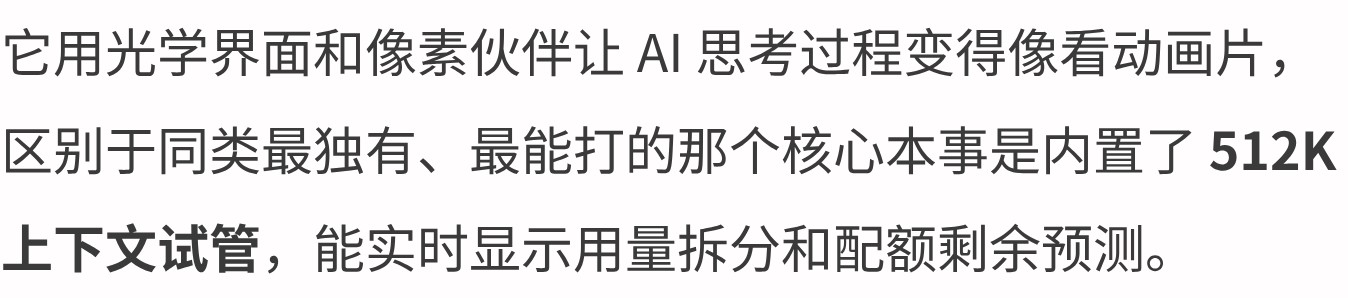 它用光学界面和像素伙伴让 AI 思考过程变得像看动画片，
区别于同类最独有、最能打的那个核心本事是内置了 512K
上下文试管，能实时显示用量拆分和配额剩余预测。